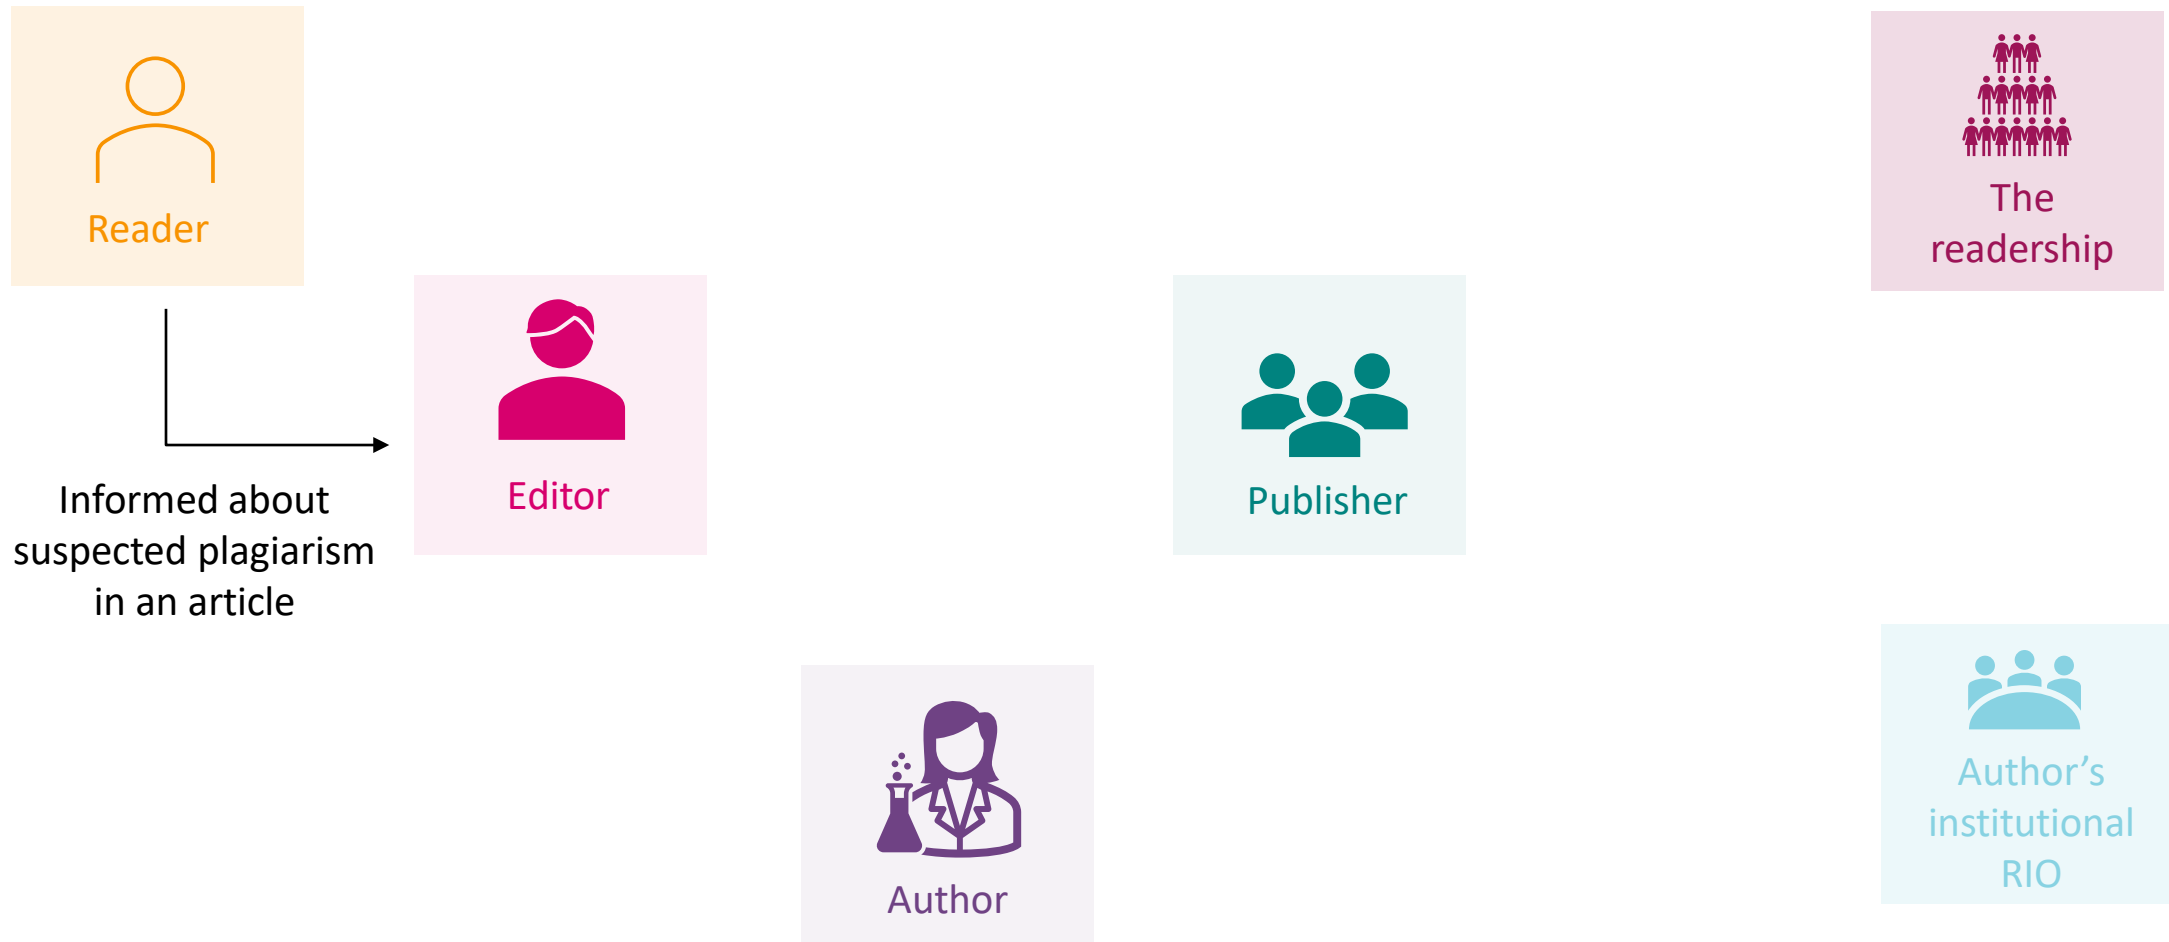 Reader
Informed about
suspected plagiarism
in an article
Editor
Author
Publisher
The
readership
Author’s
institutional
RIO